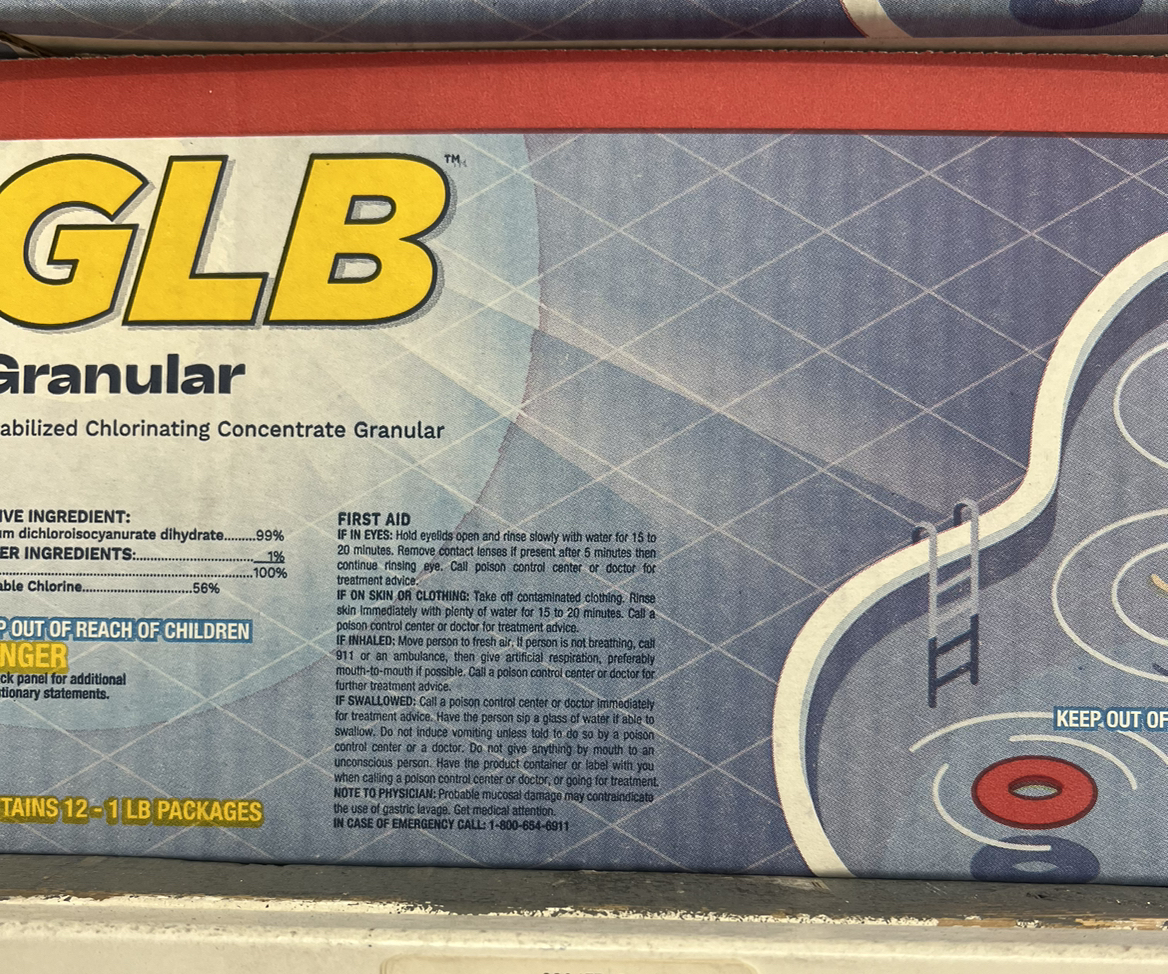 GLB™
Granular
abilized Chlorinating Concentrate Granular
IVE INGREDIENT:
m dichloroisocyanurate dihydrate........99%
ER INGREDIENTS:.................................. 1%
..............................................100%
able Chlorine............................56%
P OUT OF REACH OF CHILDREN
NGER
ck panel for additional
tionary statements.
TAINS 12 - 1 LB PACKAGES
FIRST AID
IF IN EYES: Hold eyelids open and rinse slowly with water for 15 to
20 minutes. Remove contact lenses if present after 5 minutes then
continue rinsing eye. Call poison control center or doctor for
treatment advice.
IF ON SKIN OR CLOTHING: Take off contaminated clothing. Rinse
skin immediately with plenty of water for 15 to 20 minutes. Call a
poison control center or doctor for treatment advice.
IF INHALED: Move person to fresh air. If person is not breathing, call
911 or an ambulance, then give artificial respiration, preferably
mouth-to-mouth if possible. Call a poison control center or doctor for
further treatment advice.
IF SWALLOWED: Call a poison control center or doctor immediately
for treatment advice. Have the person sip a glass of water if able to
swallow. Do not induce vomiting unless told to do so by a poison
control center or a doctor. Do not give anything by mouth to an
unconscious person. Have the product container or label with you
when calling a poison control center or doctor, or going for treatment.
NOTE TO PHYSICIAN: Probable mucosal damage may contraindicate
the use of gastric lavage. Get medical attention.
IN CASE OF EMERGENCY CALL: 1-800-654-6911
KEEP OUT OF